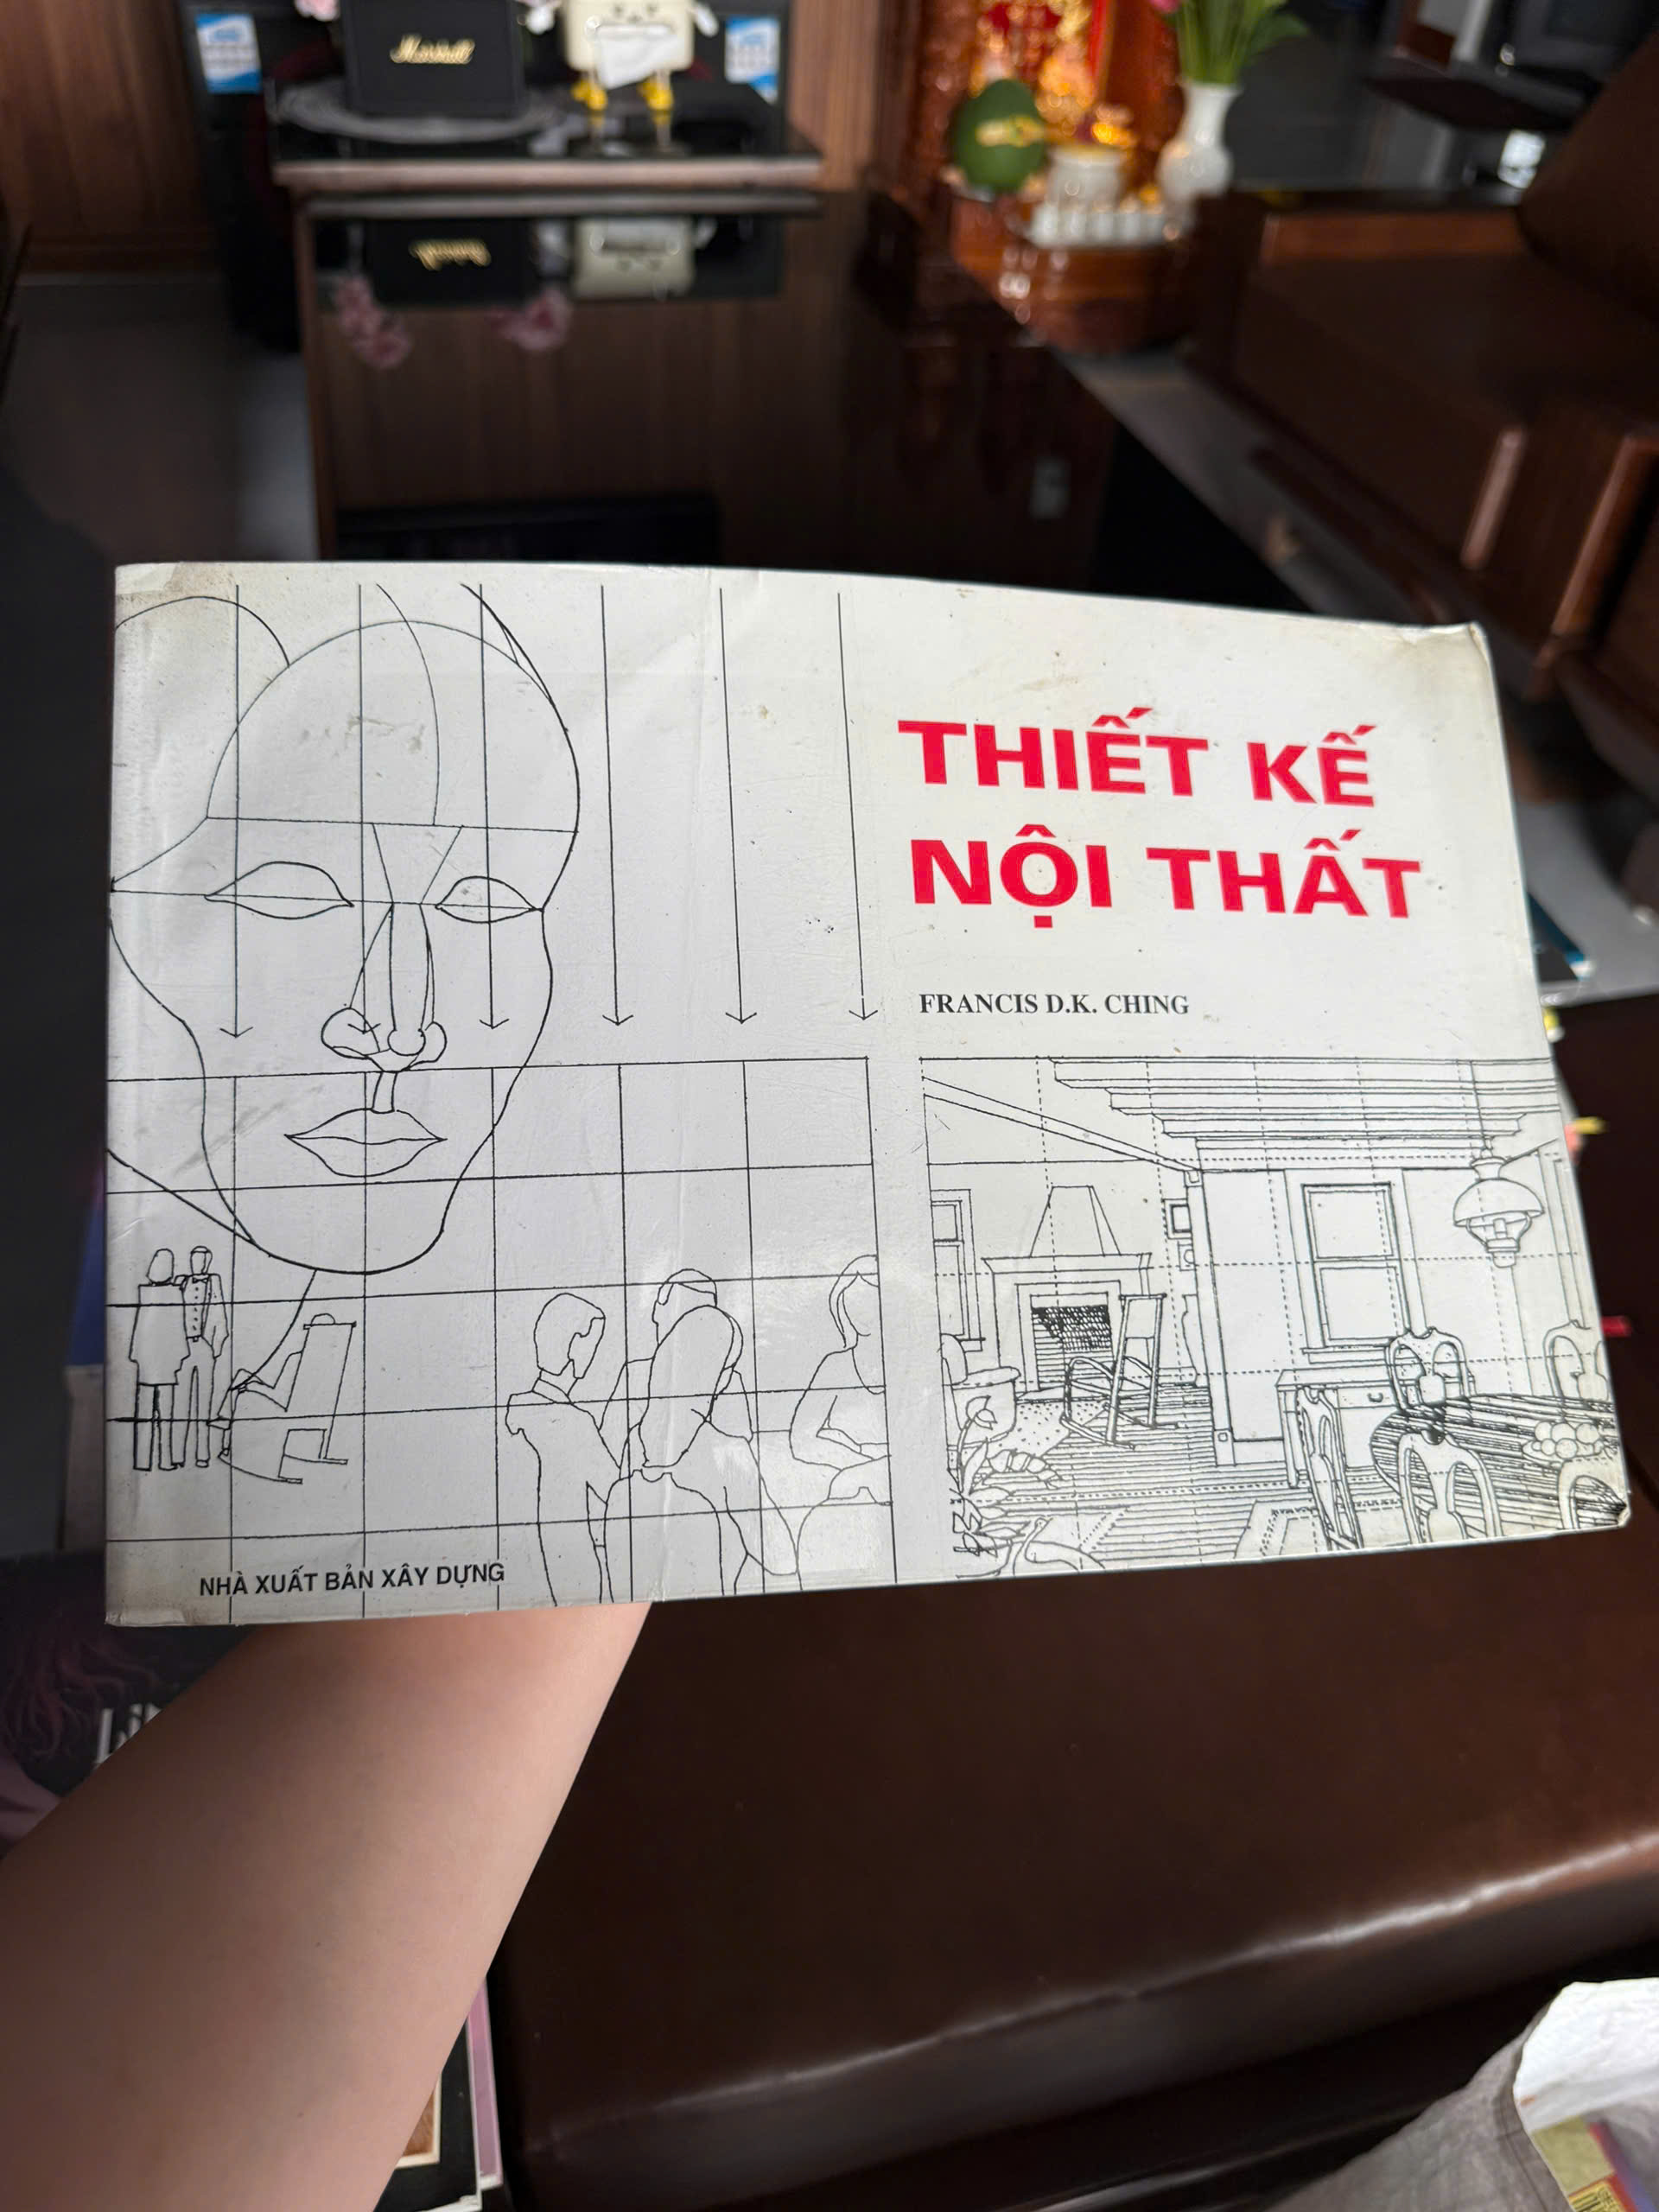 Marshall
THIẾT KẾ
NỘI THẤT
FRANCIS D.K. CHING
NHÀ XUẤT BẢN XÂY DỰNG